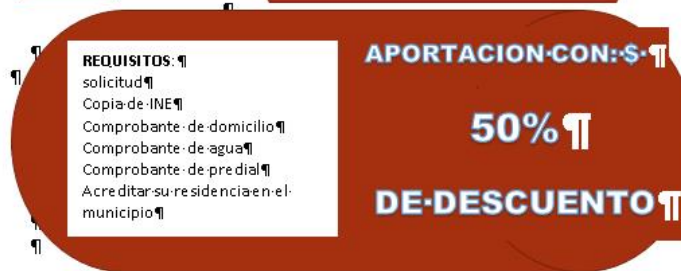 REQUISITOS:¶
solicitud¶
Copia·de·INE¶
Comprobante·de·domicilio¶
Comprobante·de·agua¶
Comprobante·de·predial¶
Acreditar·su·residencia·en·el·
municipio¶
APORTACION·CON:·$·¶
50%¶
DE·DESCUENTO¶